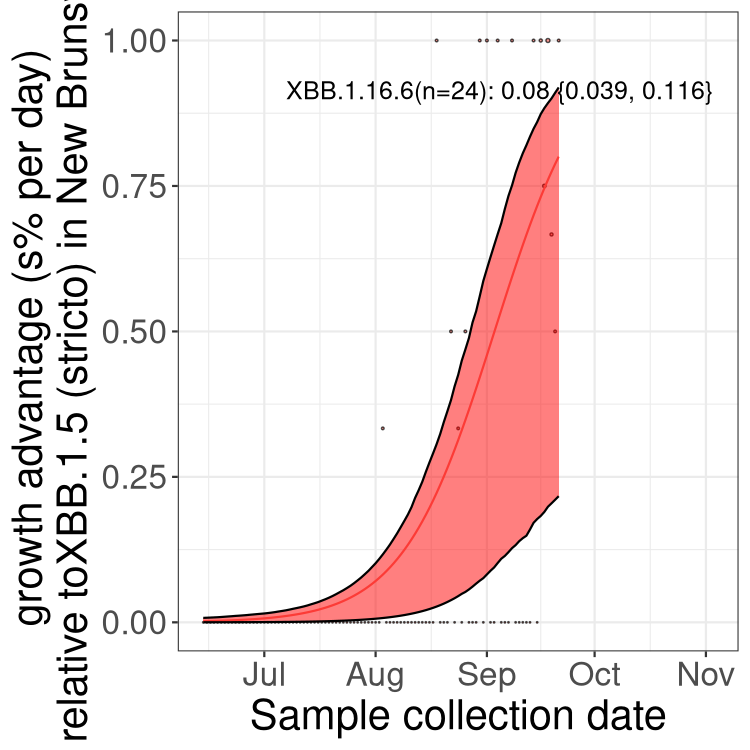 growth advantage (s% per day)
relative toXBB.1.5 (stricto) in New
1.00
0.75
0.50
0.25
0.00
XBB.1.16.6(n=24): 0.08 {0.039, 0.116}
Jul Aug Sep Oct Nov
Sample collection date